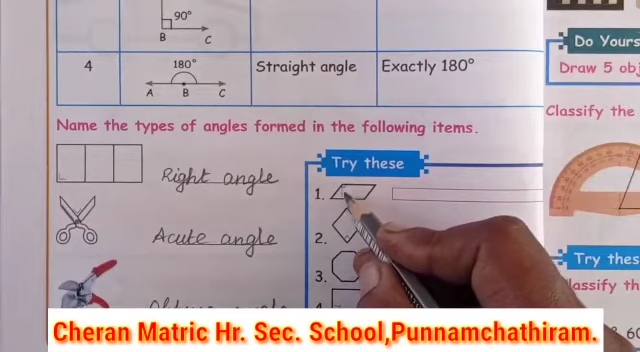 90°
B C
4
180°
A B C
Straight angle
Exactly 180°
Do Yours
Draw 5 obj
Name the types of angles formed in the following items.
Classify the
Right angle
Try these
1.
Acute angle
2.
Try thes
3.
lassify the
60
Cheran Matric Hr. Sec. School,Punnamchathiram.